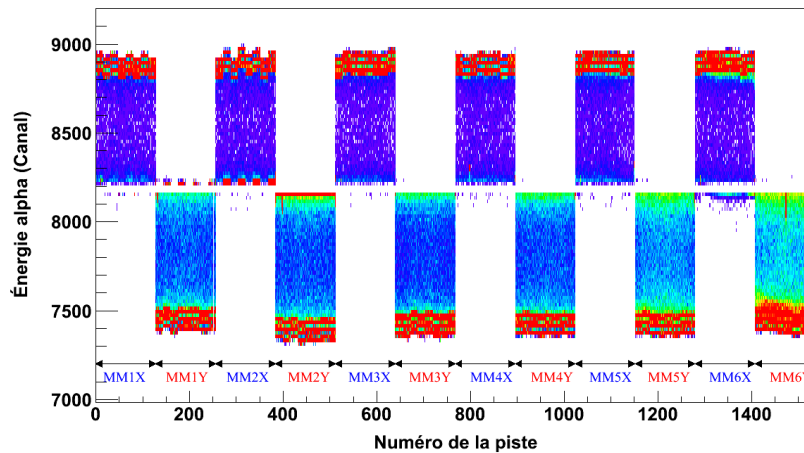 Énergie alpha (Canal)
9000
8500
8000
7500
7000
MM1X MM1Y MM2X MM2Y MM3X MM3Y MM4X MM4Y MM5X MM5Y MM6X MM6Y
0 200 400 600 800 1000 1200 1400
Numéro de la piste